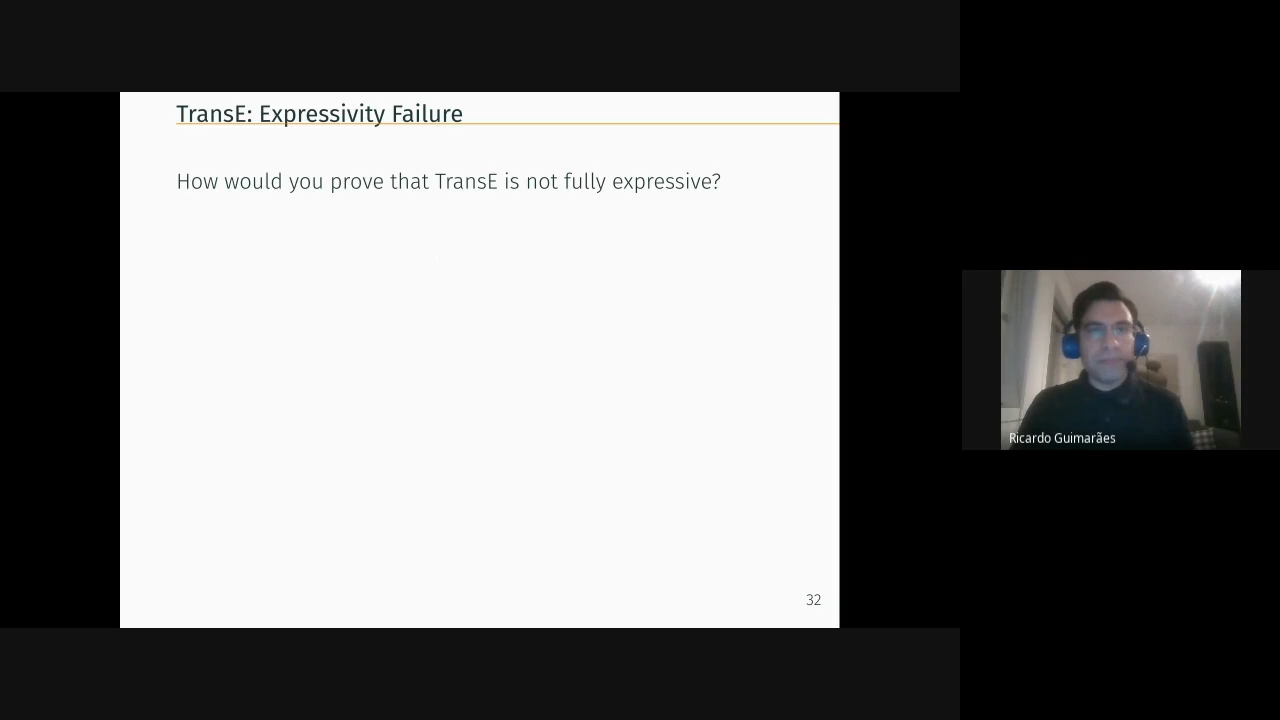 TransE: Expressivity Failure
How would you prove that TransE is not fully expressive?
32
Ricardo Guimarães